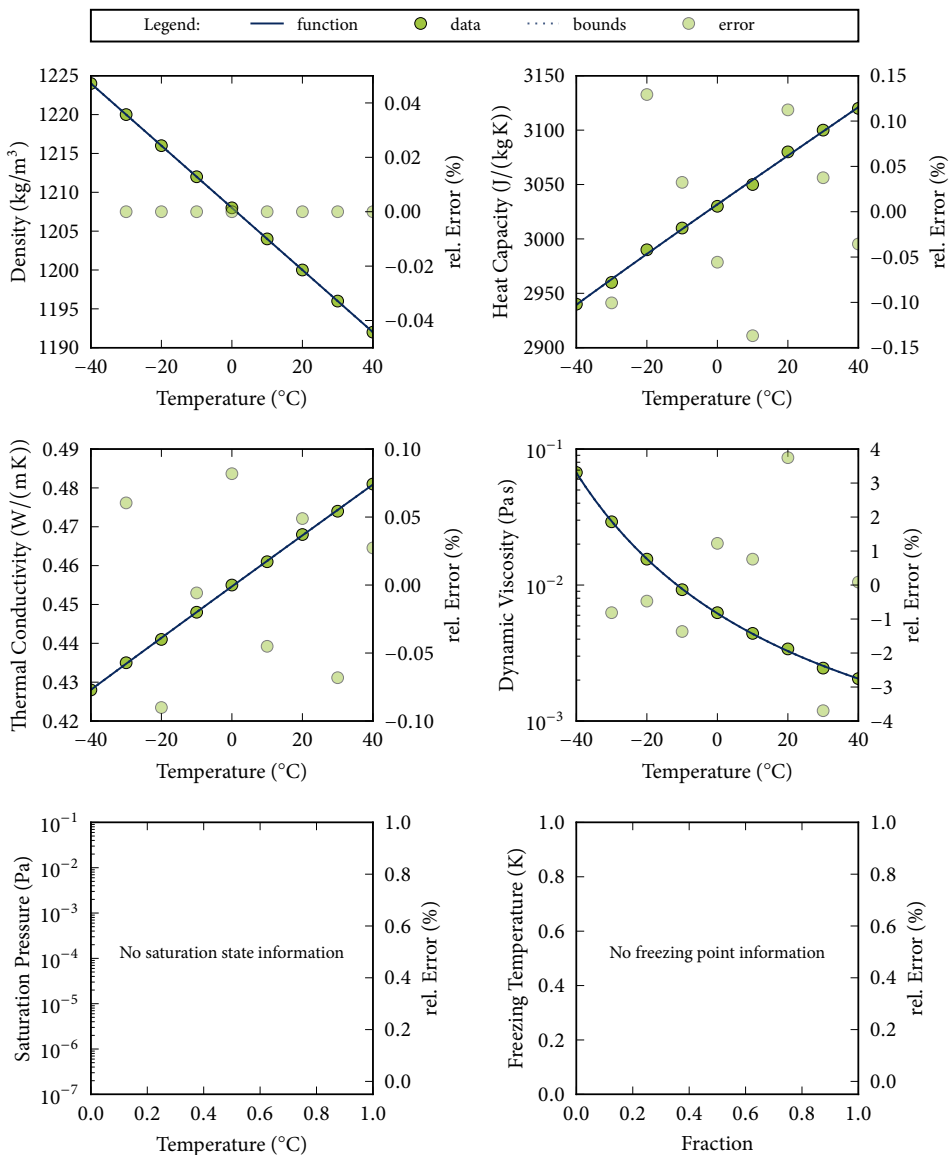 Legend: function data bounds error
1225
1220
1215
1210
1205
1200
1195
1190
Density (kg/m³)
0.04
0.02
0.00
−0.02
−0.04
rel. Error (%)
−40 −20 0 20 40
Temperature (°C)
3150
3100
3050
3000
2950
2900
Heat Capacity (J/(kg K))
0.15
0.10
0.05
0.00
−0.05
−0.10
−0.15
rel. Error (%)
−40 −20 0 20 40
Temperature (°C)
0.49
0.48
0.47
0.46
0.45
0.44
0.43
0.42
Thermal Conductivity (W/(m K))
0.10
0.05
0.00
−0.05
−0.10
rel. Error (%)
−40 −20 0 20 40
Temperature (°C)
10⁻¹
10⁻²
10⁻³
Dynamic Viscosity (Pa s)
4
3
2
1
0
−1
−2
−3
−4
rel. Error (%)
−40 −20 0 20 40
Temperature (°C)
10⁻¹
10⁻²
10⁻³
10⁻⁴
10⁻⁵
10⁻⁶
10⁻⁷
Saturation Pressure (Pa)
No saturation state information
1.0
0.8
0.6
0.4
0.2
0.0
rel. Error (%)
0.0 0.2 0.4 0.6 0.8 1.0
Temperature (°C)
1.0
0.8
0.6
0.4
0.2
0.0
Freezing Temperature (K)
No freezing point information
1.0
0.8
0.6
0.4
0.2
0.0
rel. Error (%)
0.0 0.2 0.4 0.6 0.8 1.0
Fraction